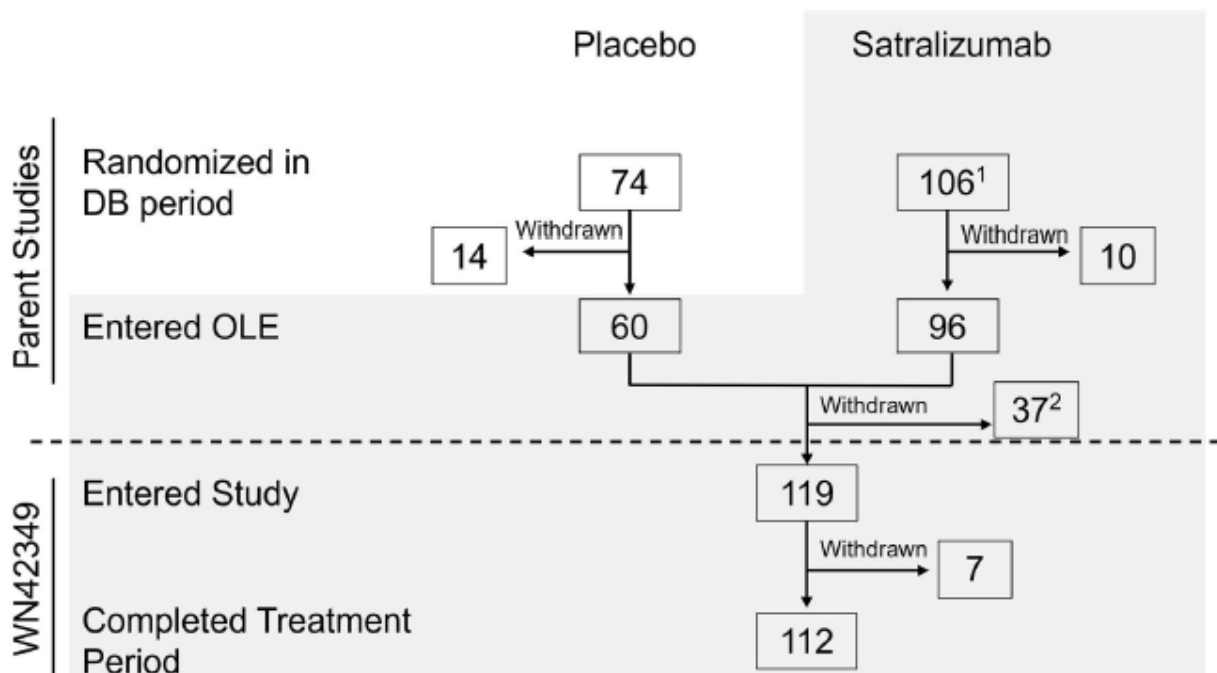 Placebo
Satralizumab
Parent Studies
Randomized in
DB period
74
106¹
Withdrawn
14
Withdrawn
10
Entered OLE
60
96
Withdrawn
37²
WN42349
Entered Study
119
Withdrawn
7
Completed Treatment
Period
112